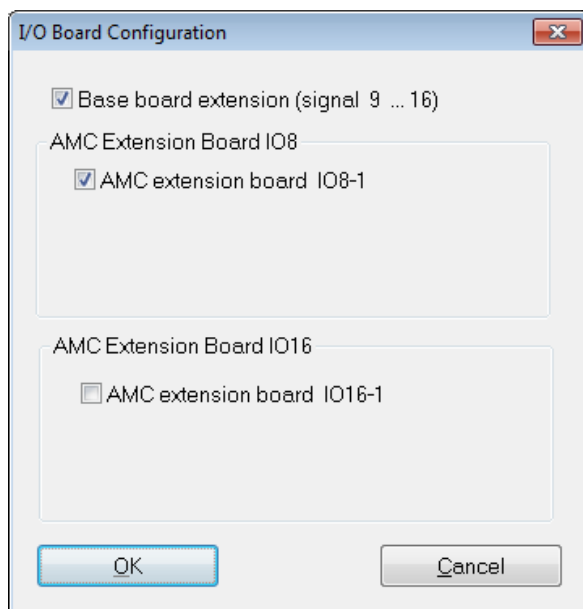 I/O Board Configuration
Base board extension (signal 9 ... 16)
AMC Extension Board IO8
AMC extension board IO8-1
AMC Extension Board IO16
AMC extension board IO16-1
OK
Cancel